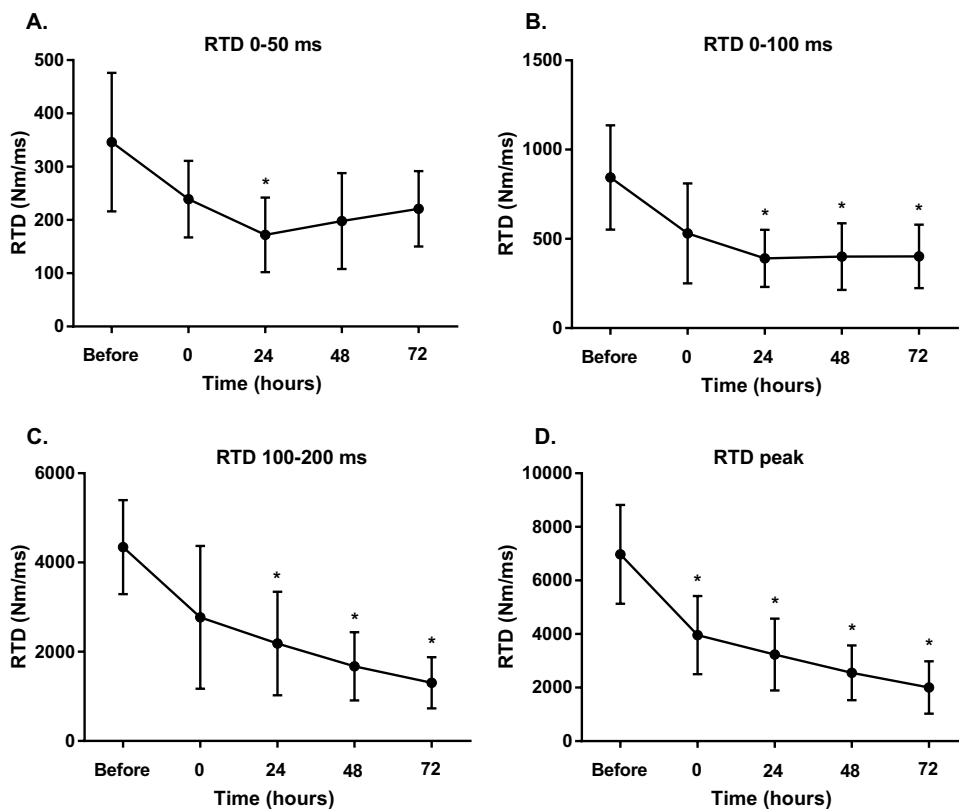 A.
RTD 0-50 ms
500
400
300
200
100
0
RTD (Nm/ms)
*
Before 0 24 48 72
Time (hours)
B.
RTD 0-100 ms
1500
1000
500
0
RTD (Nm/ms)
* * *
Before 0 24 48 72
Time (hours)
C.
RTD 100-200 ms
6000
4000
2000
0
RTD (Nm/ms)
* * *
Before 0 24 48 72
Time (hours)
D.
RTD peak
10000
8000
6000
4000
2000
0
RTD (Nm/ms)
* * * *
Before 0 24 48 72
Time (hours)